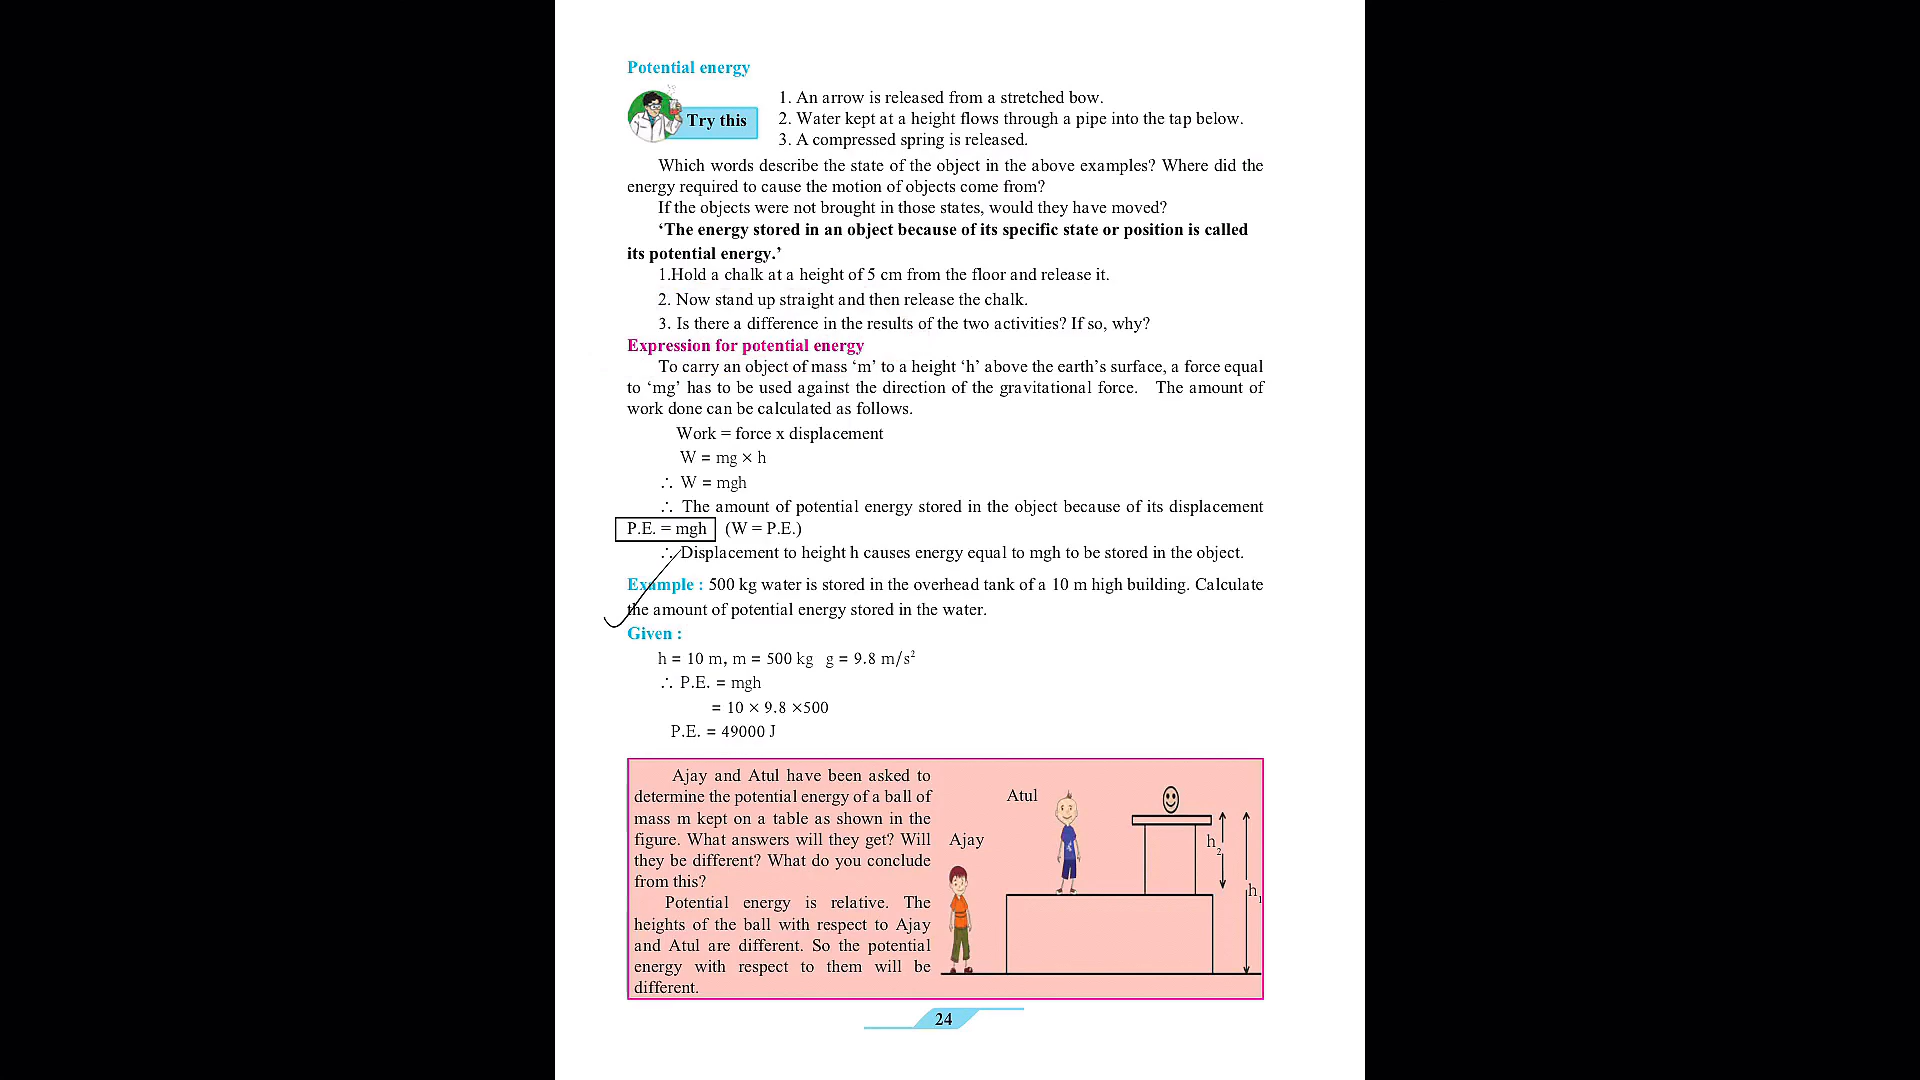 Potential energy
Try this
1. An arrow is released from a stretched bow.
2. Water kept at a height flows through a pipe into the tap below.
3. A compressed spring is released.
Which words describe the state of the object in the above examples? Where did the
energy required to cause the motion of objects come from?
If the objects were not brought in those states, would they have moved?
‘The energy stored in an object because of its specific state or position is called
its potential energy.’
1.Hold a chalk at a height of 5 cm from the floor and release it.
2. Now stand up straight and then release the chalk.
3. Is there a difference in the results of the two activities? If so, why?
Expression for potential energy
To carry an object of mass ‘m’ to a height ‘h’ above the earth’s surface, a force equal
to ‘mg’ has to be used against the direction of the gravitational force. The amount of
work done can be calculated as follows.
Work = force x displacement
W = mg × h
∴ W = mgh
∴ The amount of potential energy stored in the object because of its displacement
P.E. = mgh (W = P.E.)
∴ Displacement to height h causes energy equal to mgh to be stored in the object.
Example : 500 kg water is stored in the overhead tank of a 10 m high building. Calculate
the amount of potential energy stored in the water.
Given :
h = 10 m, m = 500 kg g = 9.8 m/s²
∴ P.E. = mgh
= 10 × 9.8 ×500
P.E. = 49000 J
Ajay and Atul have been asked to
determine the potential energy of a ball of
mass m kept on a table as shown in the
figure. What answers will they get? Will
they be different? What do you conclude
from this?
Potential energy is relative. The
heights of the ball with respect to Ajay
and Atul are different. So the potential
energy with respect to them will be
different.
Atul
Ajay
h₂
h₁
24